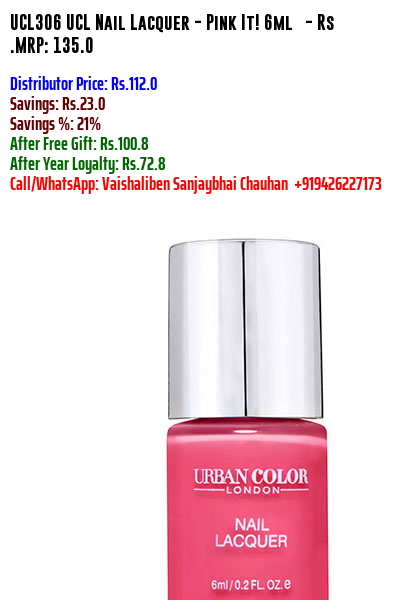 UCL306 UCL Nail Lacquer - Pink It! 6ml - Rs
.MRP: 135.0
Distributor Price: Rs.112.0
Savings: Rs.23.0
Savings %: 21%
After Free Gift: Rs.100.8
After Year Loyalty: Rs.72.8
Call/WhatsApp: Vaishaliben Sanjaybhai Chauhan +919426227173
URBAN COLOR
LONDON
NAIL
LACQUER
6ml/0.2 FL. OZ. e